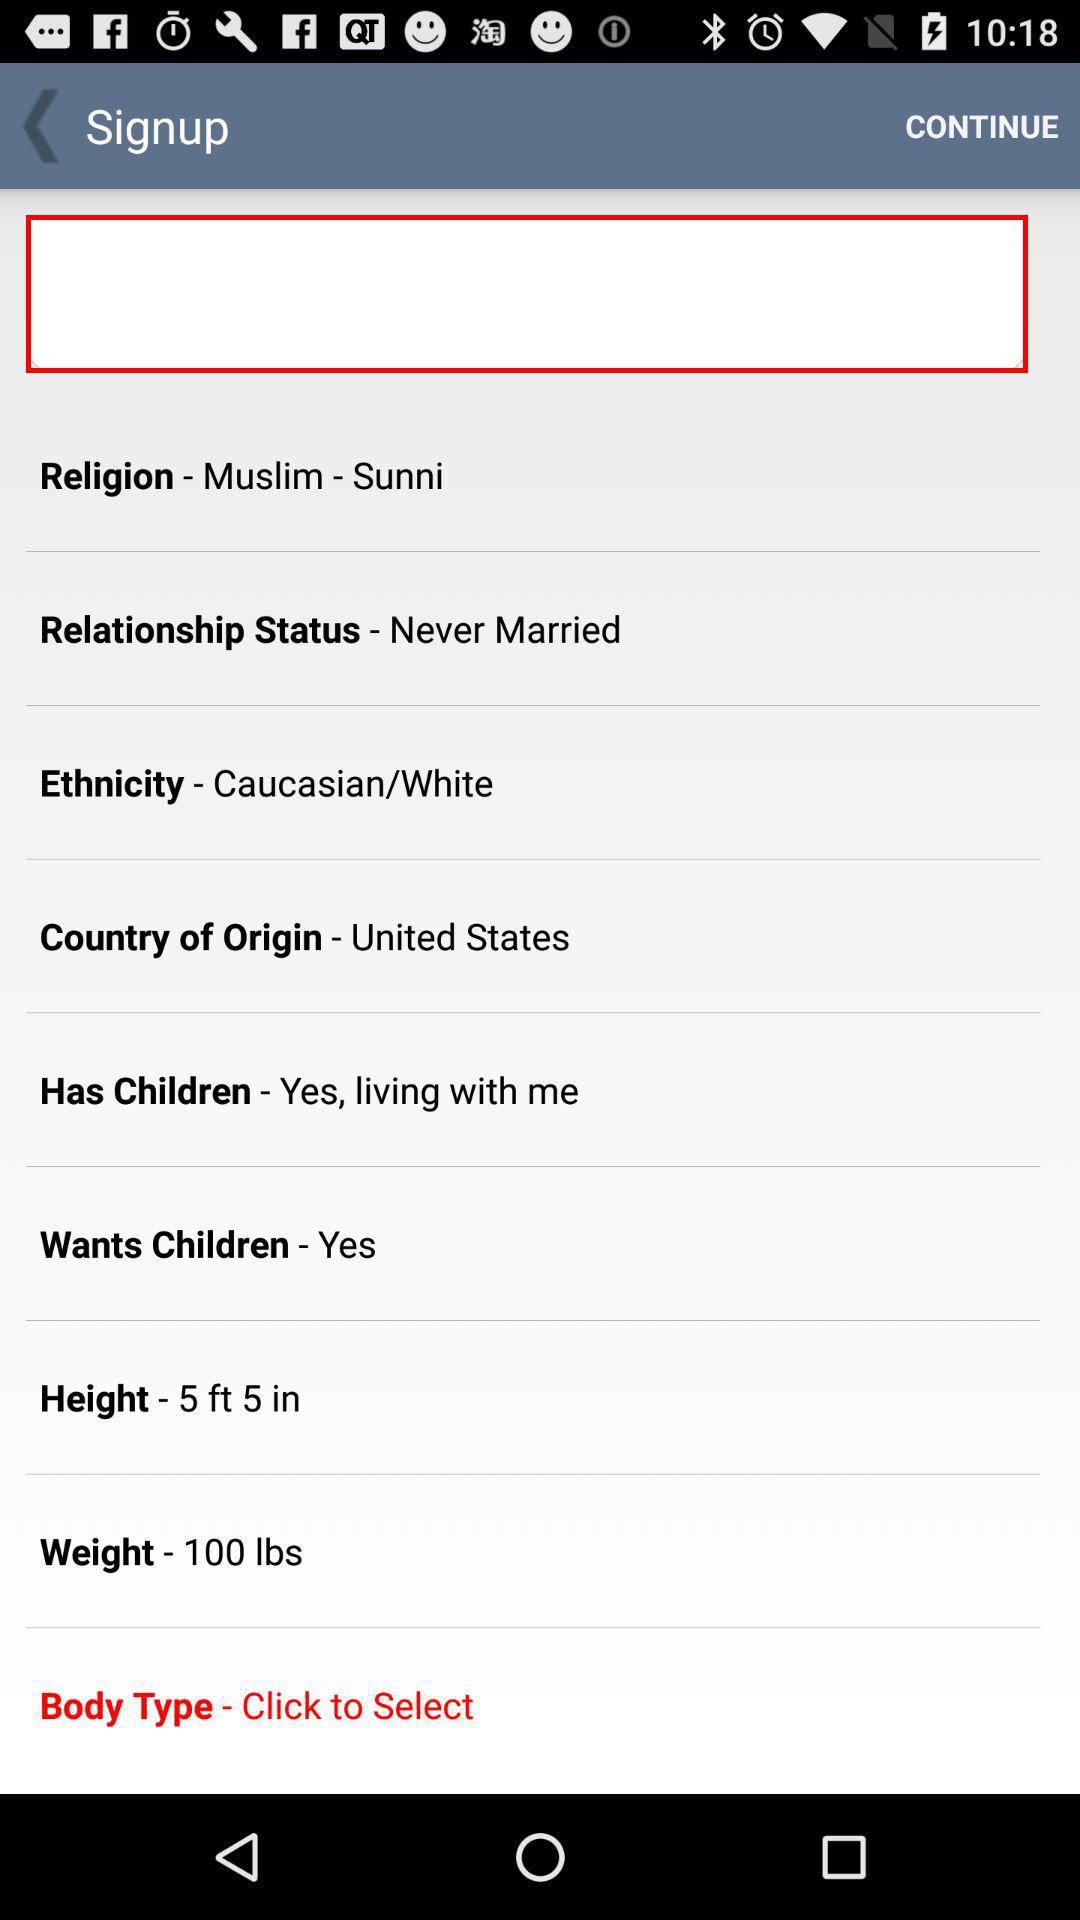 QT 淘 10:18
Signup CONTINUE
Religion - Muslim - Sunni
Relationship Status - Never Married
Ethnicity - Caucasian/White
Country of Origin - United States
Has Children - Yes, living with me
Wants Children - Yes
Height - 5 ft 5 in
Weight - 100 lbs
Body Type - Click to Select